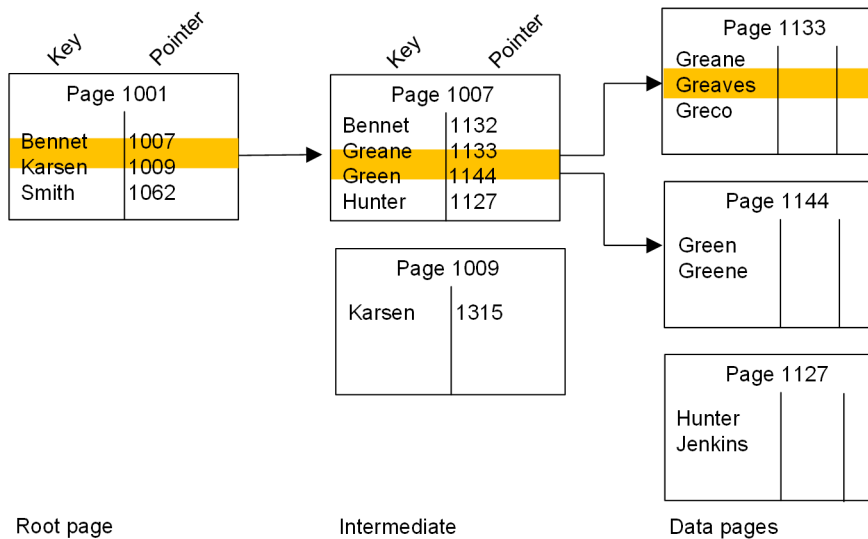 Key Pointer
Page 1001
Bennet 1007
Karsen 1009
Smith 1062
Key Pointer
Page 1007
Bennet 1132
Greane 1133
Green 1144
Hunter 1127
Page 1009
Karsen 1315
Page 1133
Greane
Greaves
Greco
Page 1144
Green
Greene
Page 1127
Hunter
Jenkins
Root page
Intermediate
Data pages